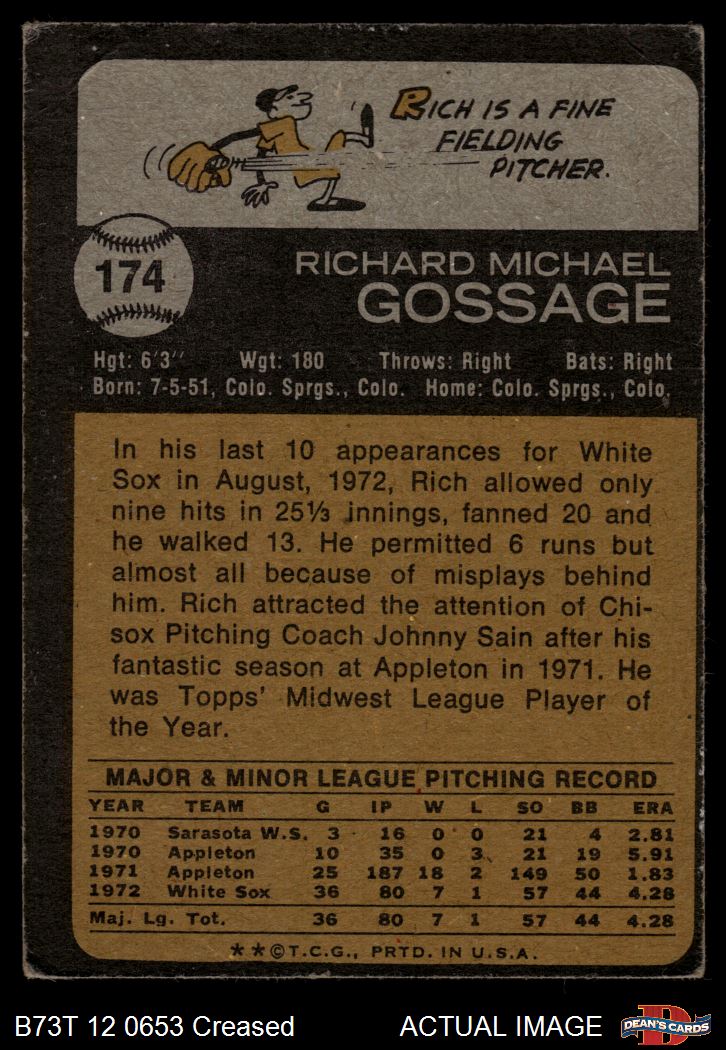 RICH IS A FINE
FIELDING
PITCHER.
174
RICHARD MICHAEL
GOSSAGE
Hgt: 6'3" Wgt: 180 Throws: Right Bats: Right
Born: 7-5-51, Colo. Sprgs., Colo. Home: Colo. Sprgs., Colo.
In his last 10 appearances for White
Sox in August, 1972, Rich allowed only
nine hits in 25⅓ innings, fanned 20 and
he walked 13. He permitted 6 runs but
almost all because of misplays behind
him. Rich attracted the attention of Chi-
sox Pitching Coach Johnny Sain after his
fantastic season at Appleton in 1971. He
was Topps' Midwest League Player of
the Year.
MAJOR & MINOR LEAGUE PITCHING RECORD
YEAR TEAM G IP W L SO BB ERA
1970 Sarasota W.S. 3 16 0 0 21 4 2.81
1970 Appleton 10 35 0 3 21 19 5.91
1971 Appleton 25 187 18 2 149 50 1.83
1972 White Sox 36 80 7 1 57 44 4.28
Maj. Lg. Tot. 36 80 7 1 57 44 4.28
**©T.C.G., PRTD. IN U.S.A.
B73T 12 0653 Creased ACTUAL IMAGE
D
DEAN'S CARDS